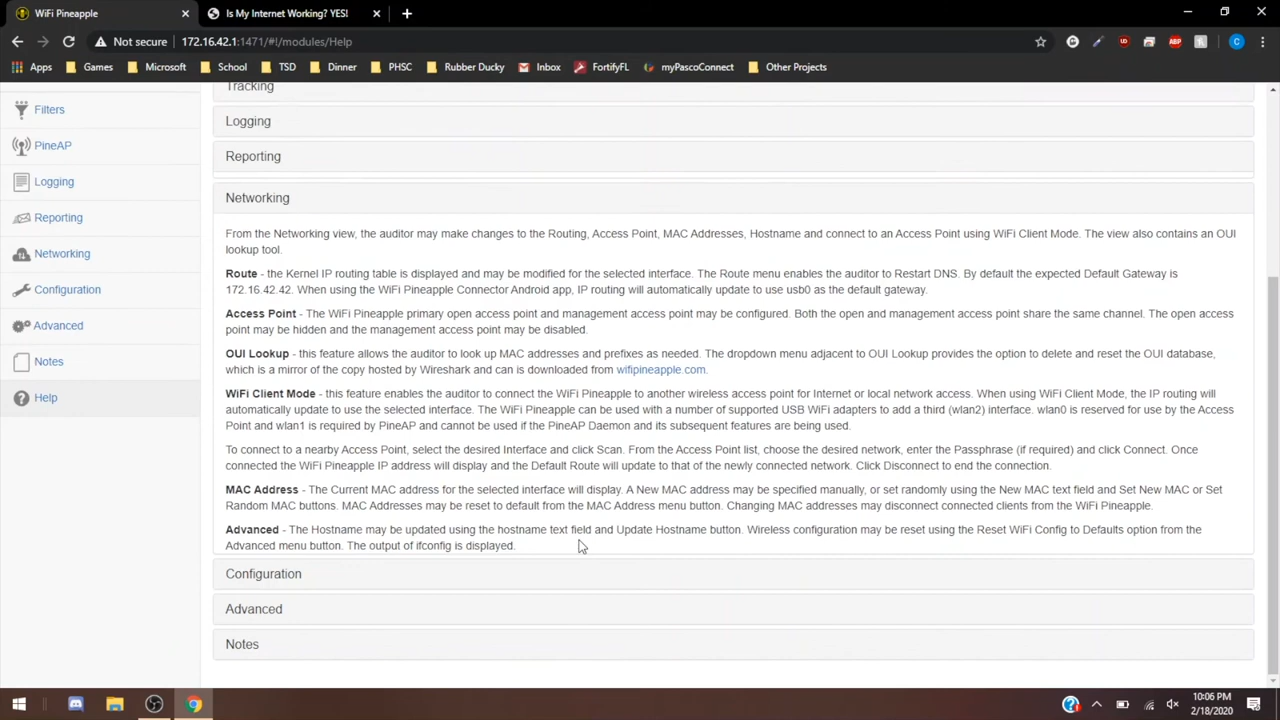 WiFi Pineapple
Is My Internet Working? YES!
Not secure | 172.16.42.1:1471/#!/modules/Help
Apps Games Microsoft School TSD Dinner PHSC Rubber Ducky Inbox FortifyFL myPascoConnect Other Projects
Filters
PineAP
Logging
Reporting
Networking
Configuration
Advanced
Notes
Help
Tracking
Logging
Reporting
Networking
From the Networking view, the auditor may make changes to the Routing, Access Point, MAC Addresses, Hostname and connect to an Access Point using WiFi Client Mode. The view also contains an OUI
lookup tool.
Route - the Kernel IP routing table is displayed and may be modified for the selected interface. The Route menu enables the auditor to Restart DNS. By default the expected Default Gateway is
172.16.42.42. When using the WiFi Pineapple Connector Android app, IP routing will automatically update to use usb0 as the default gateway.
Access Point - The WiFi Pineapple primary open access point and management access point may be configured. Both the open and management access point share the same channel. The open access
point may be hidden and the management access point may be disabled.
OUI Lookup - this feature allows the auditor to look up MAC addresses and prefixes as needed. The dropdown menu adjacent to OUI Lookup provides the option to delete and reset the OUI database,
which is a mirror of the copy hosted by Wireshark and can is downloaded from wifipineapple.com.
WiFi Client Mode - this feature enables the auditor to connect the WiFi Pineapple to another wireless access point for Internet or local network access. When using WiFi Client Mode, the IP routing will
automatically update to use the selected interface. The WiFi Pineapple can be used with a number of supported USB WiFi adapters to add a third (wlan2) interface. wlan0 is reserved for use by the Access
Point and wlan1 is required by PineAP and cannot be used if the PineAP Daemon and its subsequent features are being used.
To connect to a nearby Access Point, select the desired Interface and click Scan. From the Access Point list, choose the desired network, enter the Passphrase (if required) and click Connect. Once
connected the WiFi Pineapple IP address will display and the Default Route will update to that of the newly connected network. Click Disconnect to end the connection.
MAC Address - The Current MAC address for the selected interface will display. A New MAC address may be specified manually, or set randomly using the New MAC text field and Set New MAC or Set
Random MAC buttons. MAC Addresses may be reset to default from the MAC Address menu button. Changing MAC addresses may disconnect connected clients from the WiFi Pineapple.
Advanced - The Hostname may be updated using the hostname text field and Update Hostname button. Wireless configuration may be reset using the Reset WiFi Config to Defaults option from the
Advanced menu button. The output of ifconfig is displayed.
Configuration
Advanced
Notes
10:06 PM
2/18/2020